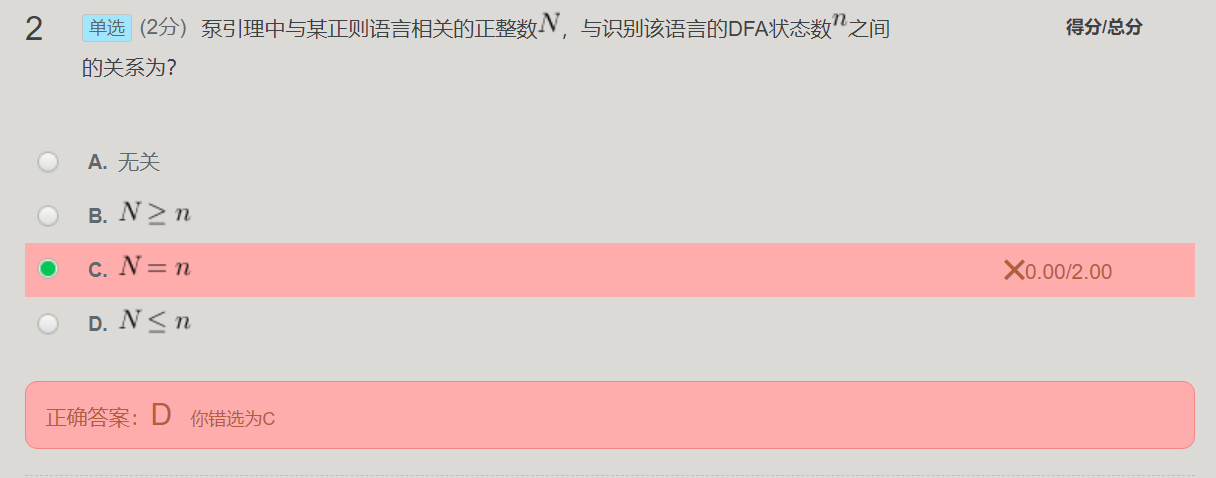 2 单选 (2分) 泵引理中与某正则语言相关的正整数N，与识别该语言的DFA状态数n之间 得分/总分
的关系为?
A. 无关
B. N ≥ n
C. N = n ×0.00/2.00
D. N ≤ n
正确答案：D 你错选为C